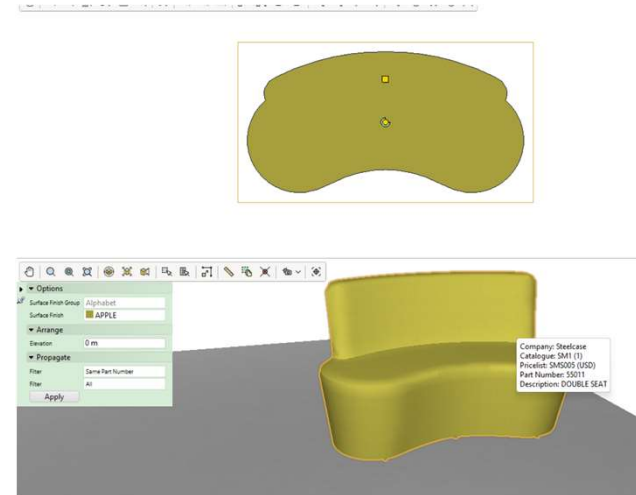 Options
Surface Finish Group Alphabet
Surface Finish APPLE
Arrange
Elevation 0 m
Propagate
Filter Same Part Number
Filter All
Apply
Company: Steelcase
Catalogue: SM1 (1)
Pricelist: SMS005 (USD)
Part Number: 55011
Description: DOUBLE SEAT